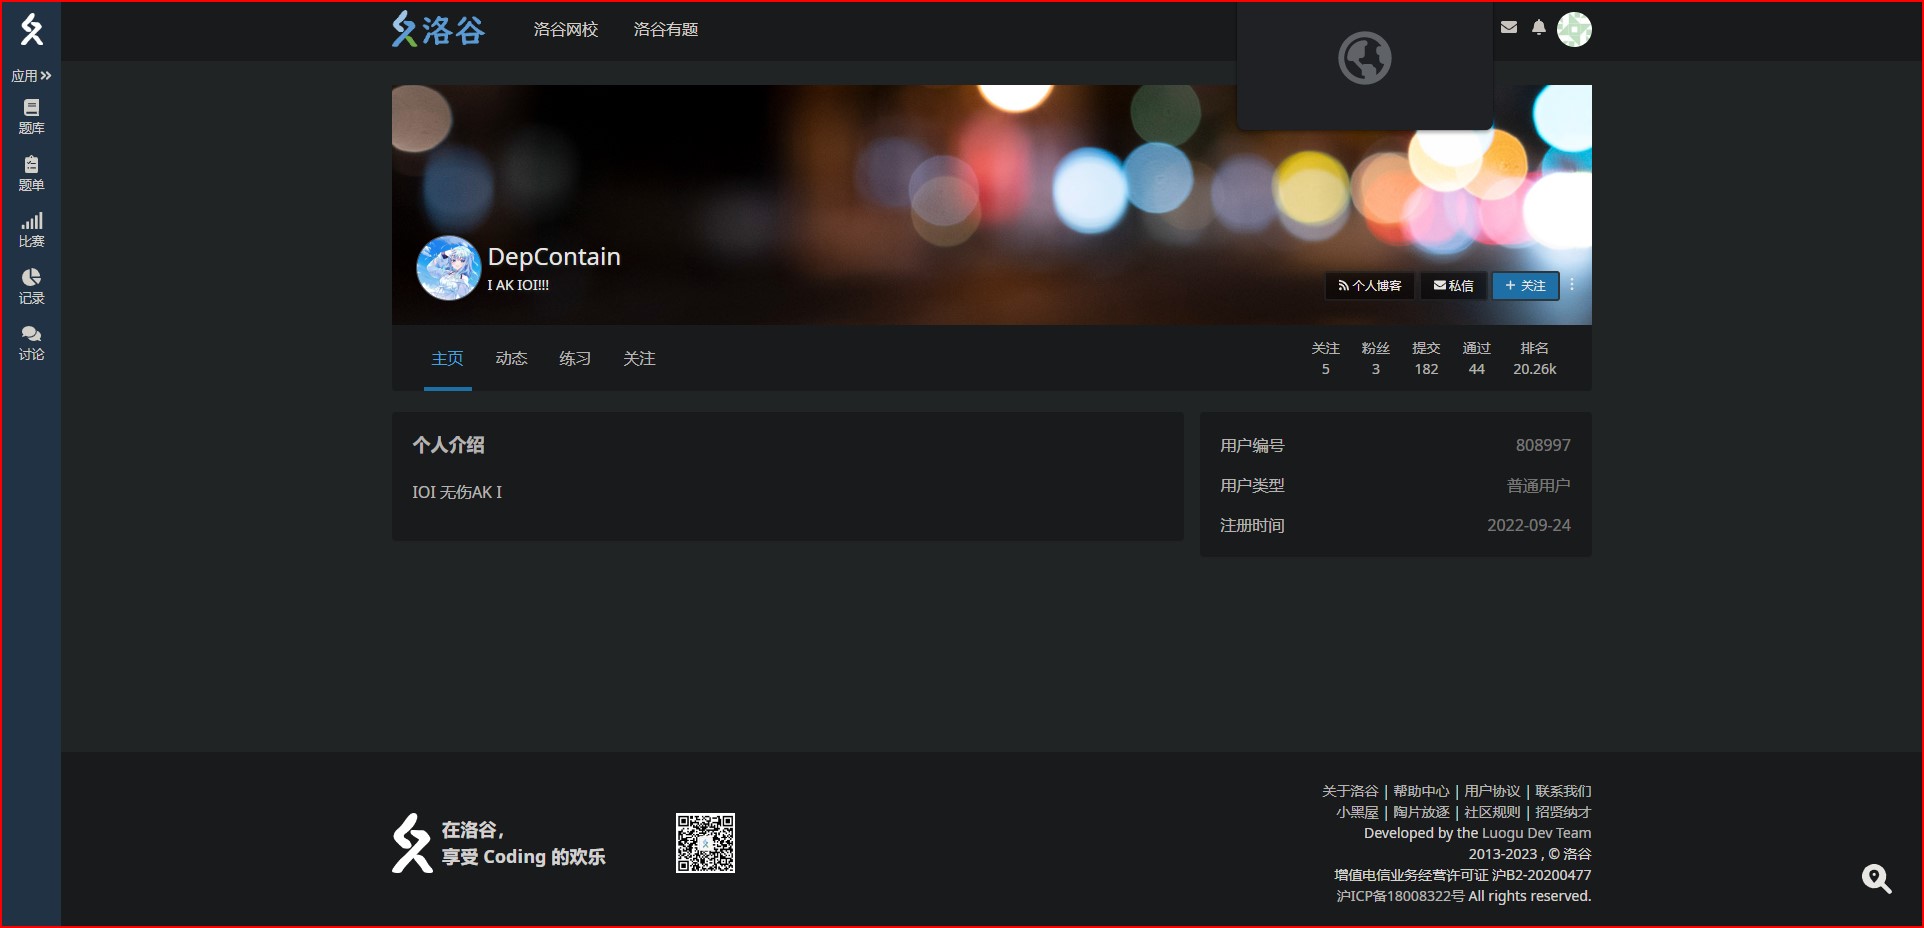 应用
题库
题单
比赛
记录
讨论
洛谷
洛谷网校
洛谷有题
DepContain
I AK IOI!!!
个人博客
私信
+ 关注
主页
动态
练习
关注
关注
粉丝
提交
通过
排名
5
3
182
44
20.26k
个人介绍
IOI 无伤AK I
用户编号
808997
用户类型
普通用户
注册时间
2022-09-24
在洛谷，
享受 Coding 的欢乐
关于洛谷 | 帮助中心 | 用户协议 | 联系我们
小黑屋 | 陶片放逐 | 社区规则 | 招贤纳才
Developed by the Luogu Dev Team
2013-2023 , © 洛谷
增值电信业务经营许可证 沪B2-20200477
沪ICP备18008322号 All rights reserved.